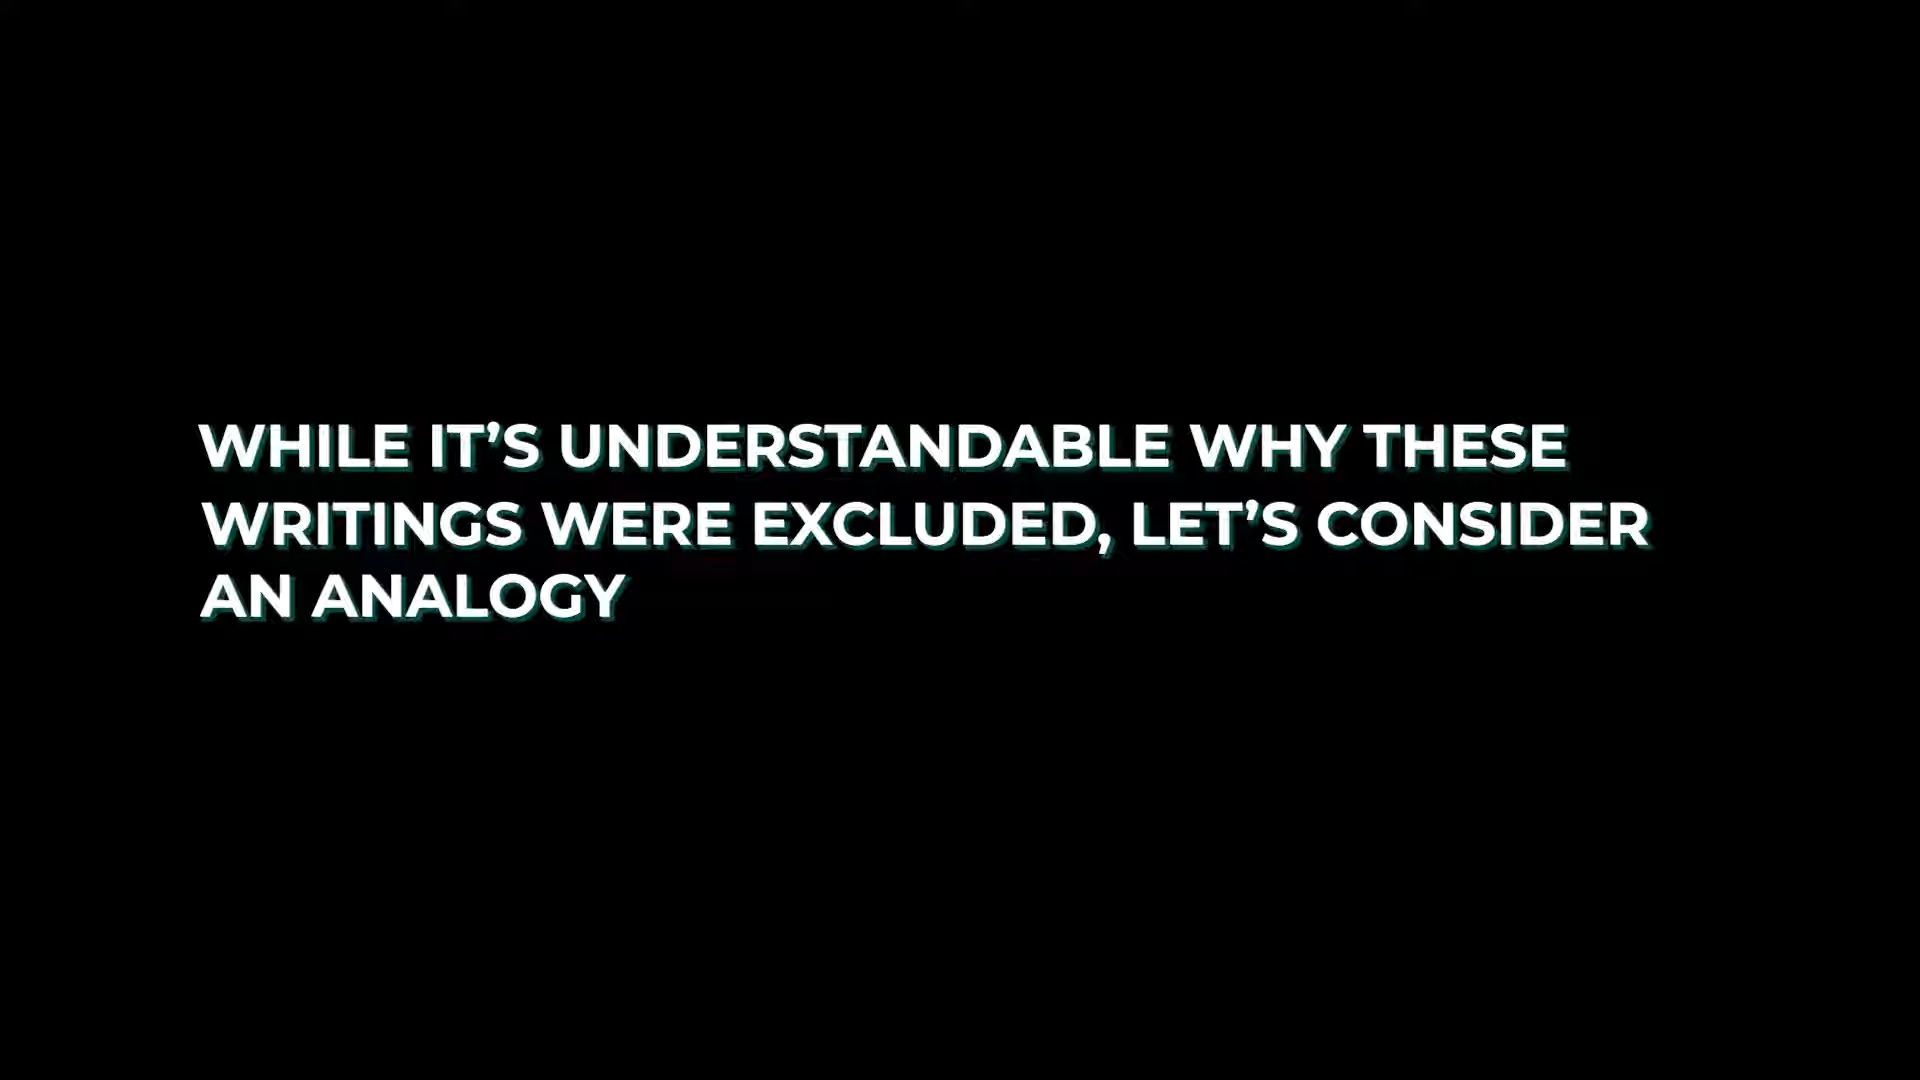 WHILE IT’S UNDERSTANDABLE WHY THESE
WRITINGS WERE EXCLUDED, LET’S CONSIDER
AN ANALOGY